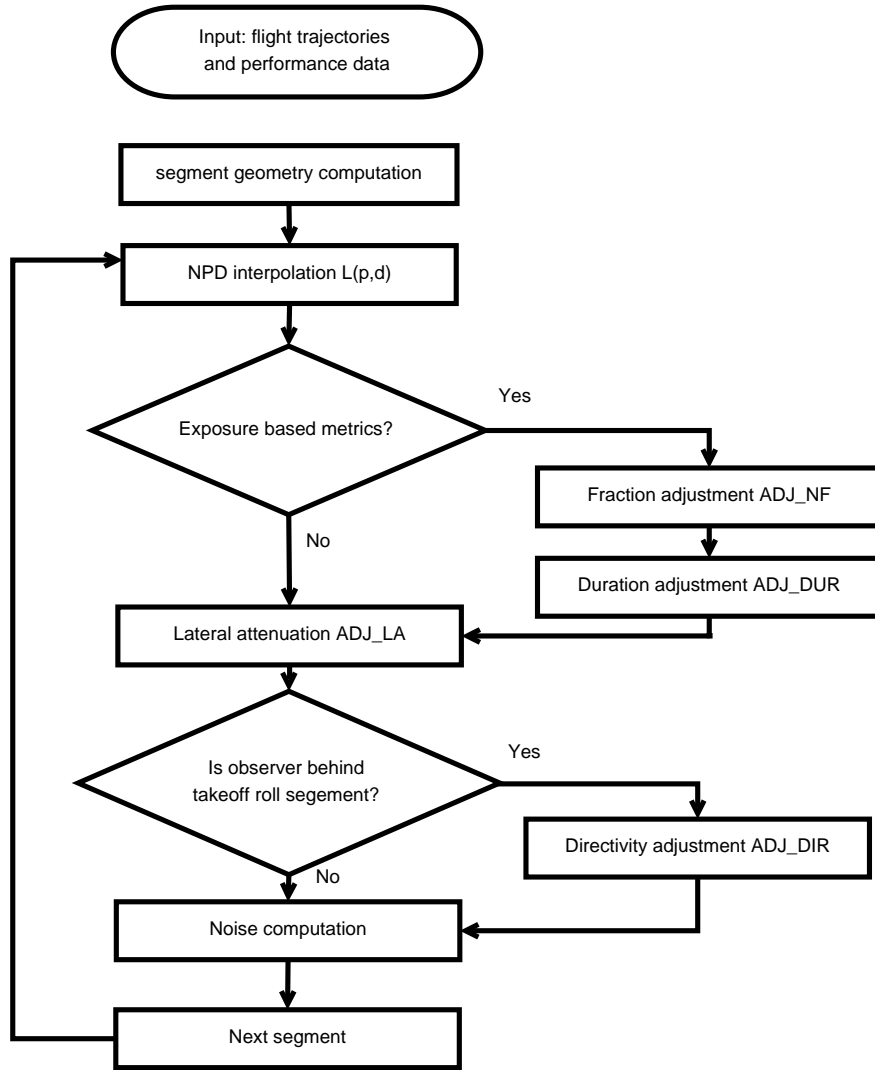 Input: flight trajectories
and performance data
segment geometry computation
NPD interpolation L(p,d)
Yes
Exposure based metrics?
Fraction adjustment ADJ_NF
No
Duration adjustment ADJ_DUR
Lateral attenuation ADJ_LA
Yes
Is observer behind
takeoff roll segement?
Directivity adjustment ADJ_DIR
No
Noise computation
Next segment